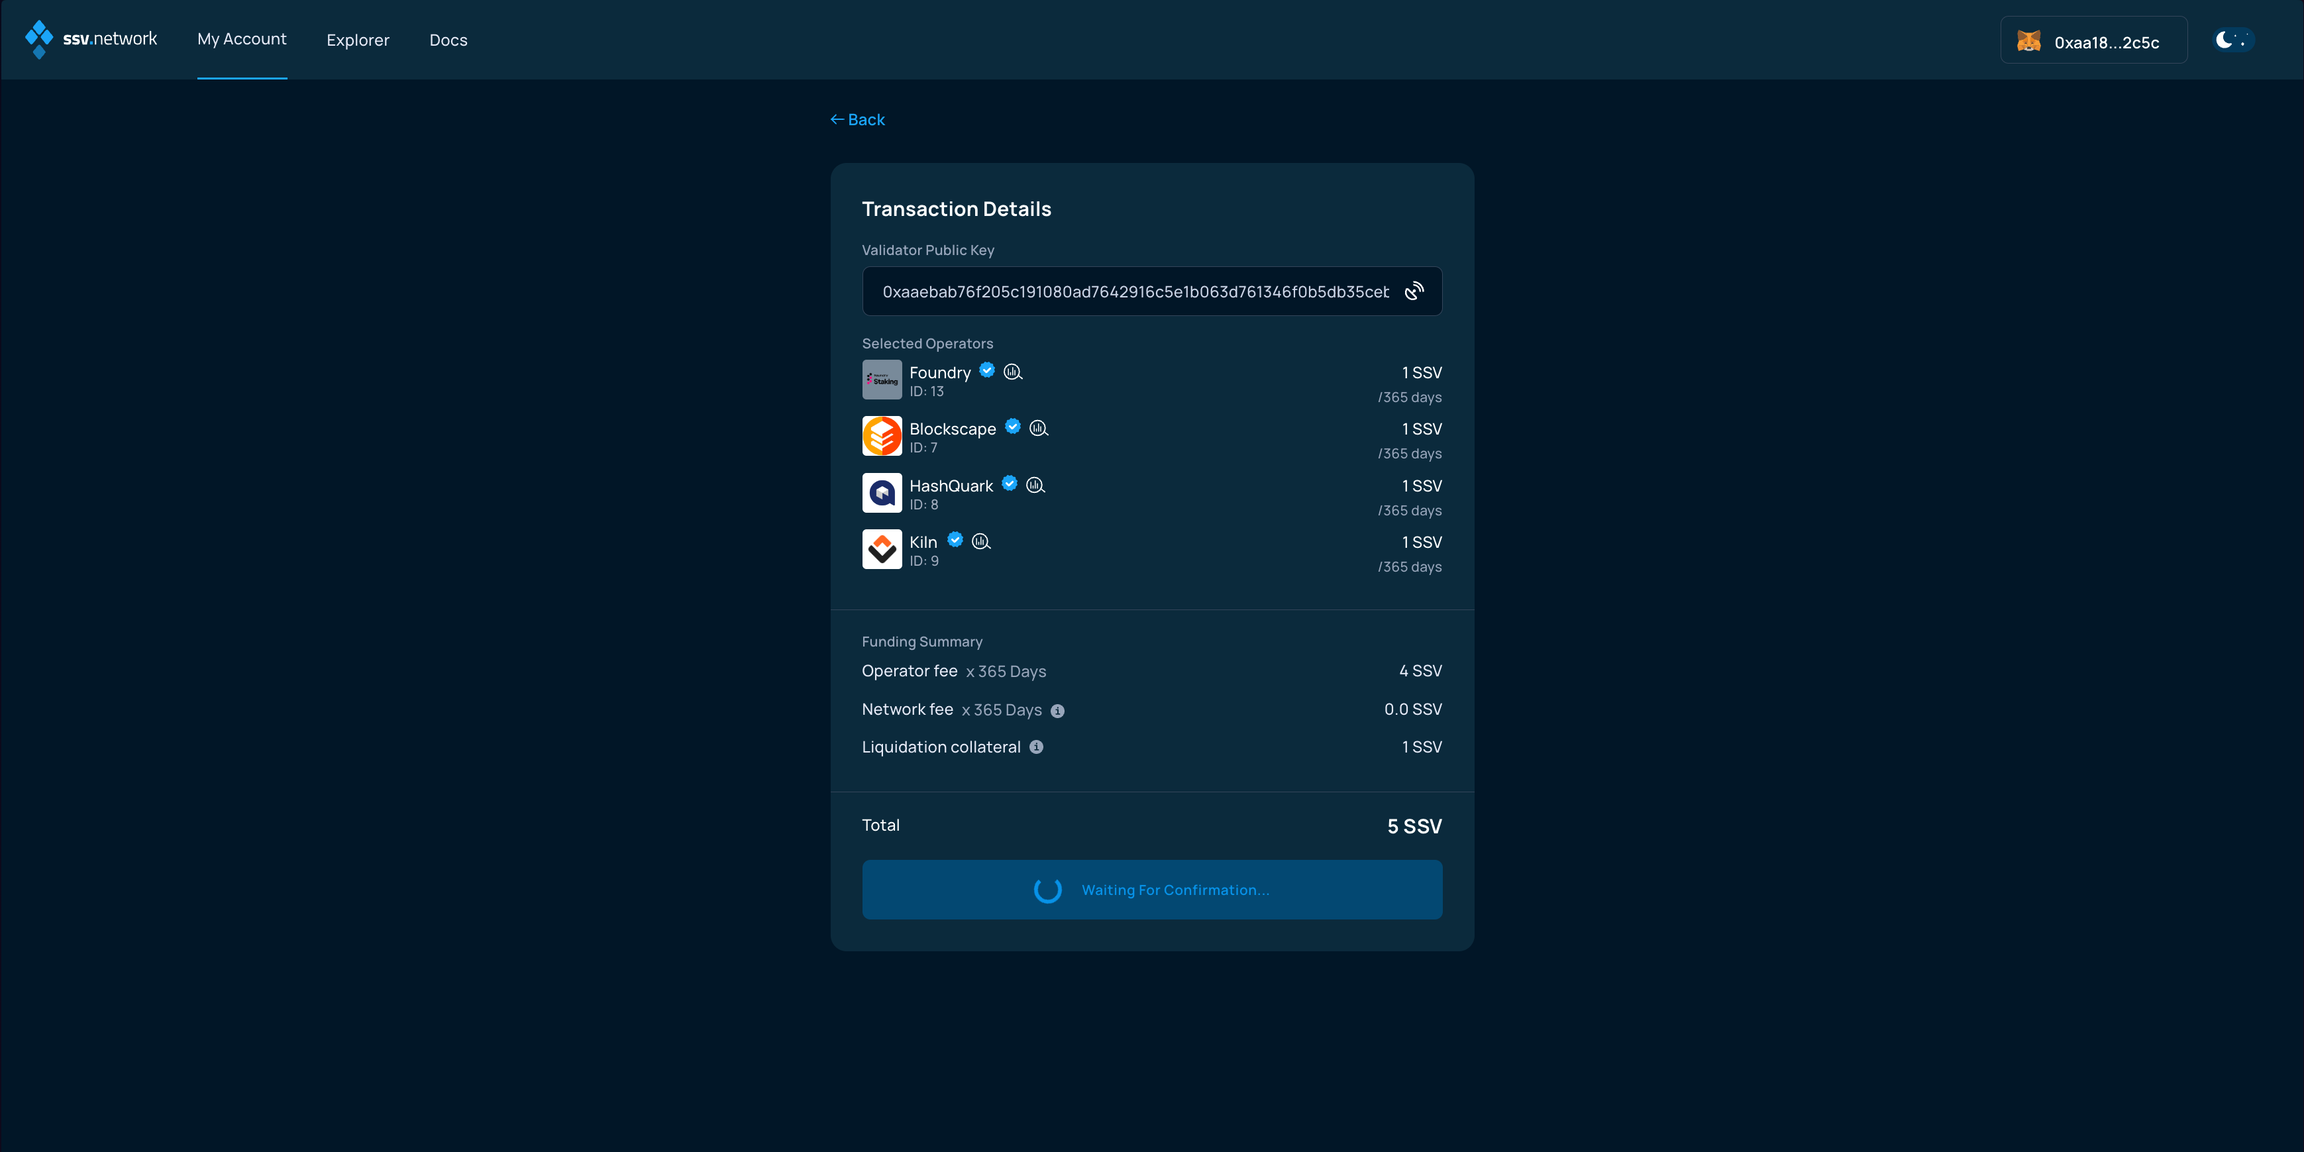 ssv.network My Account Explorer Docs 0xaa18...2c5c
← Back
Transaction Details
Validator Public Key
0xaaebab76f205c191080ad7642916c5e1b063d761346f0b5db35ceb
Selected Operators
Staking
Foundry 1 SSV
ID: 13 /365 days
Blockscape 1 SSV
ID: 7 /365 days
HashQuark 1 SSV
ID: 8 /365 days
Kiln 1 SSV
ID: 9 /365 days
Funding Summary
Operator fee x 365 Days 4 SSV
Network fee x 365 Days 0.0 SSV
Liquidation collateral 1 SSV
Total 5 SSV
Waiting For Confirmation...